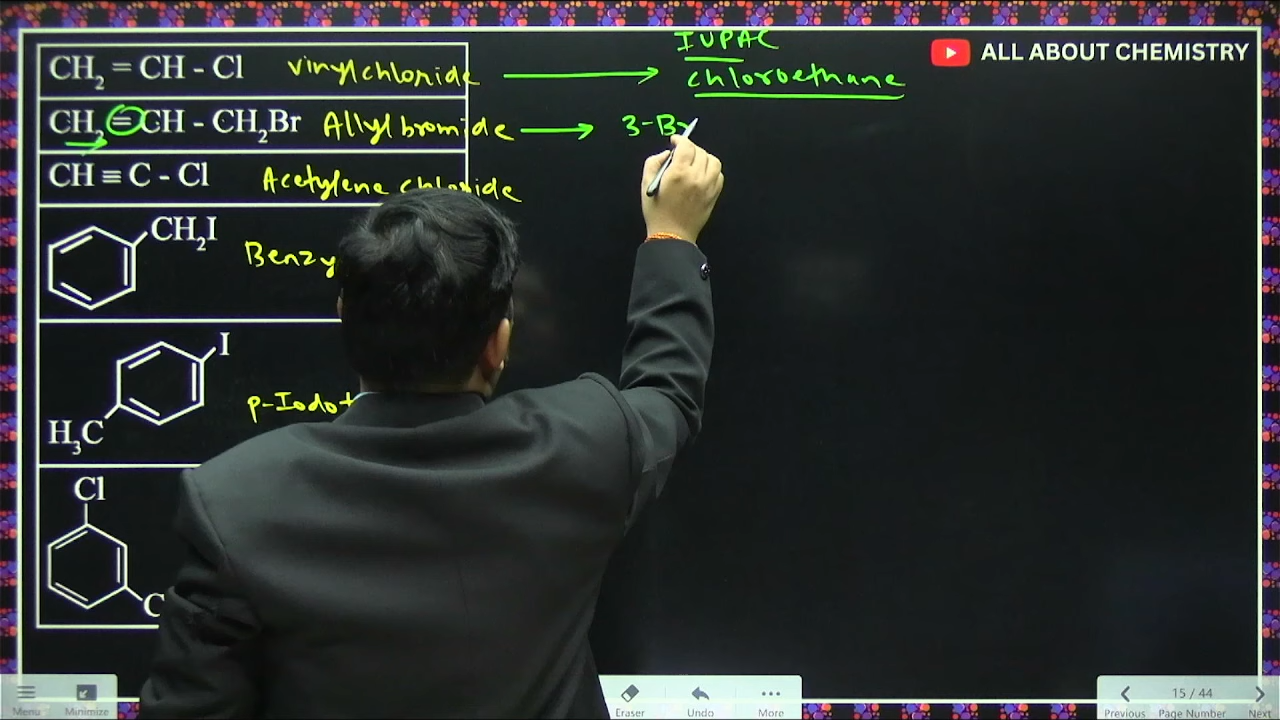 IUPAC
ALL ABOUT CHEMISTRY
CH2 = CH - Cl vinylchloride → chloroethane
CH2 = CH - CH2Br Allylbromide → 3-Br
CH ≡ C - Cl Acetylene chloride
CH2I
Benzy
I
p-Iodot
H3C
Cl
C
Menu Minimize Eraser Undo More Previous 15 / 44 Page Number Next